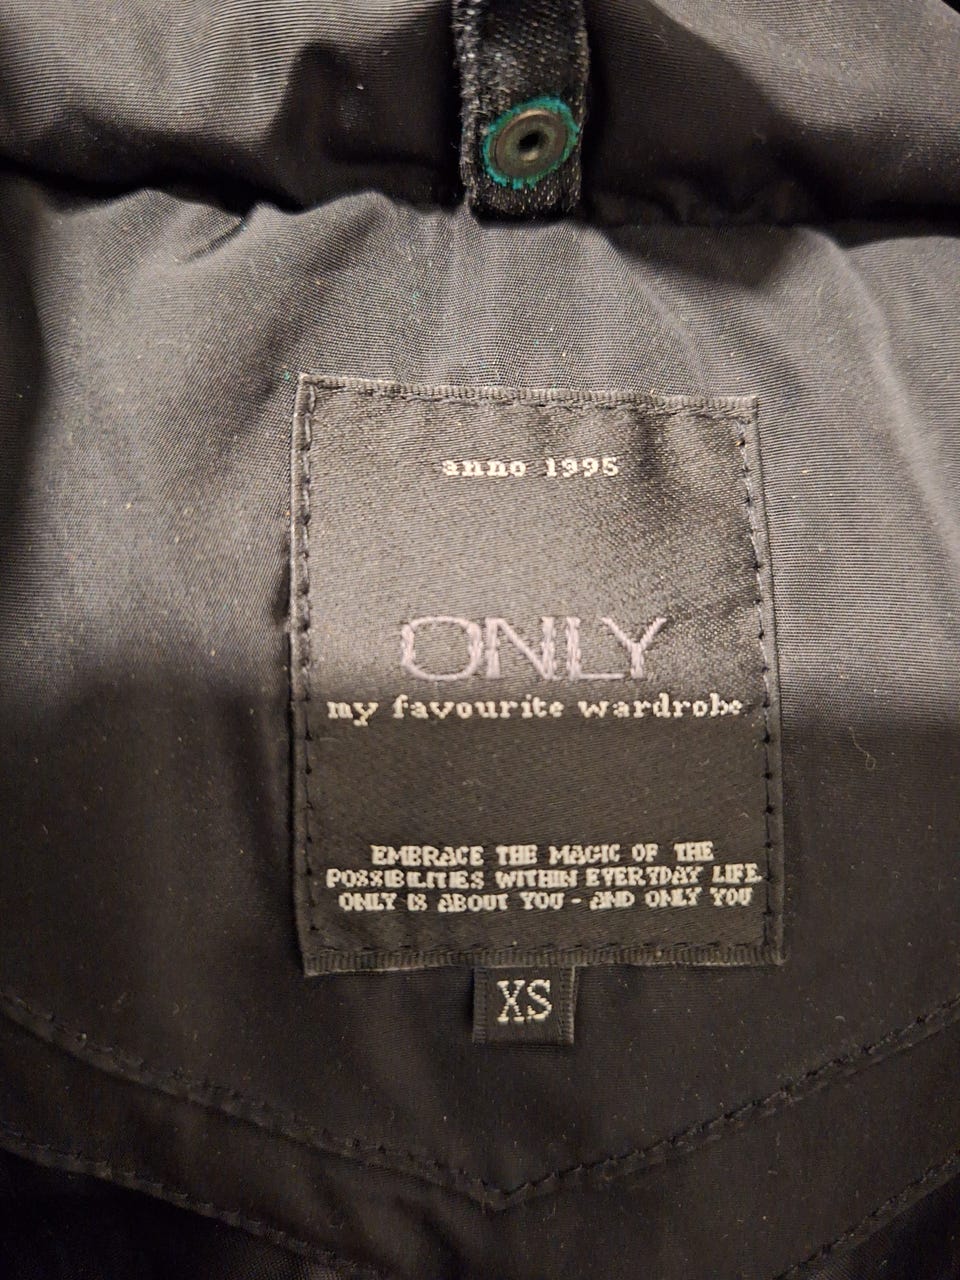 anno 1995
ONLY
my favourite wardrobe
EMBRACE THE MAGIC OF THE
POSSIBILITIES WITHIN EVERYDAY LIFE.
ONLY IS ABOUT YOU - AND ONLY YOU
XS